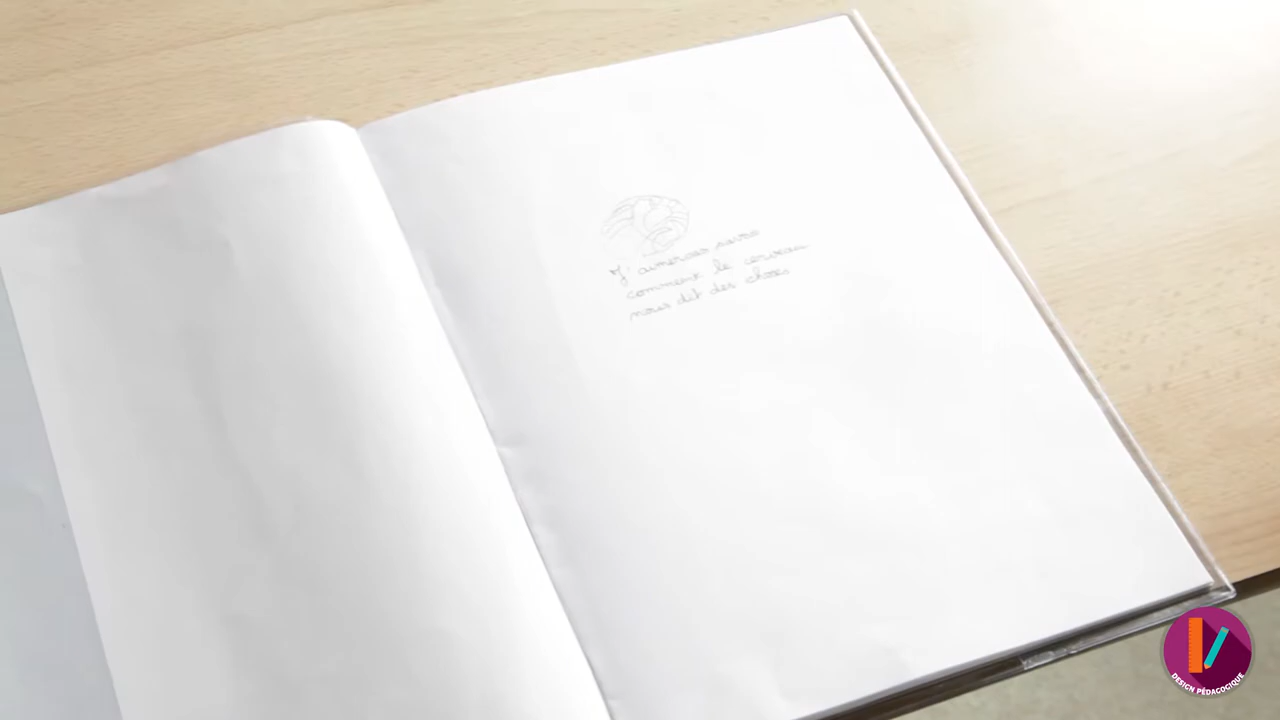 J'aimerais savoir
comment le cerveau
nous dit des choses
DESIGN PÉDAGOGIQUE